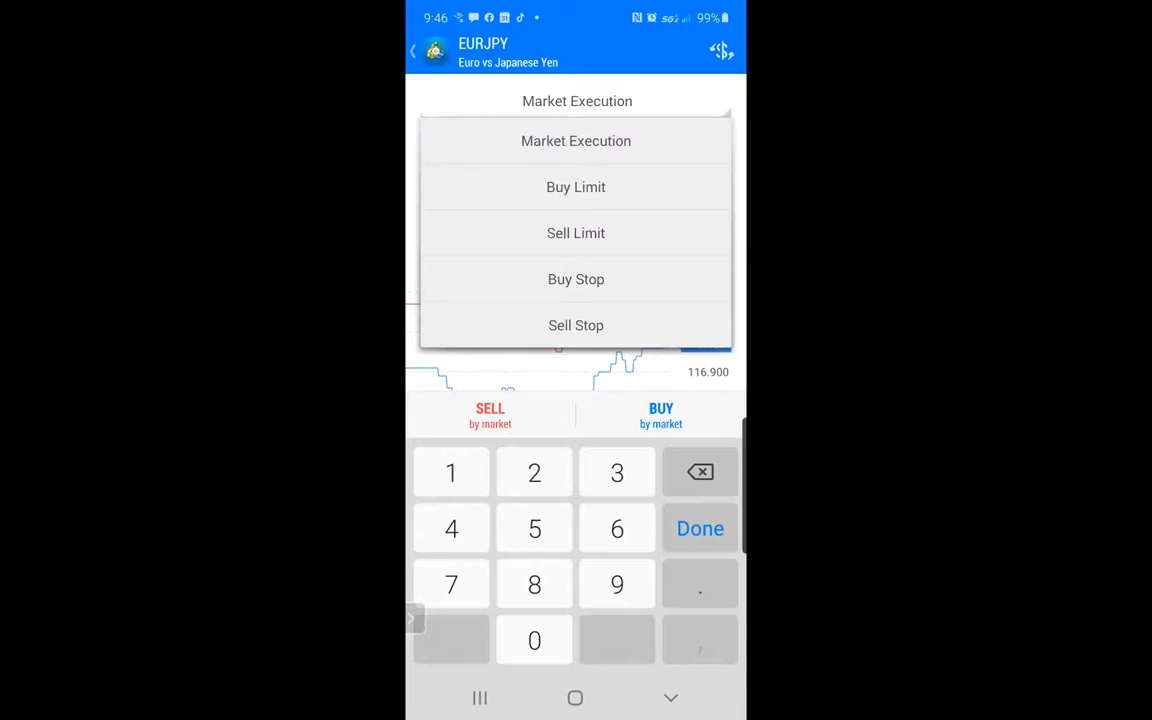 9:46
31
5G
99%
EURJPY
Euro vs Japanese Yen
Market Execution
Market Execution
Buy Limit
Sell Limit
Buy Stop
Sell Stop
116.900
SELL
by market
BUY
by market
1
2
3
4
5
6
Done
7
8
9
.
0
,